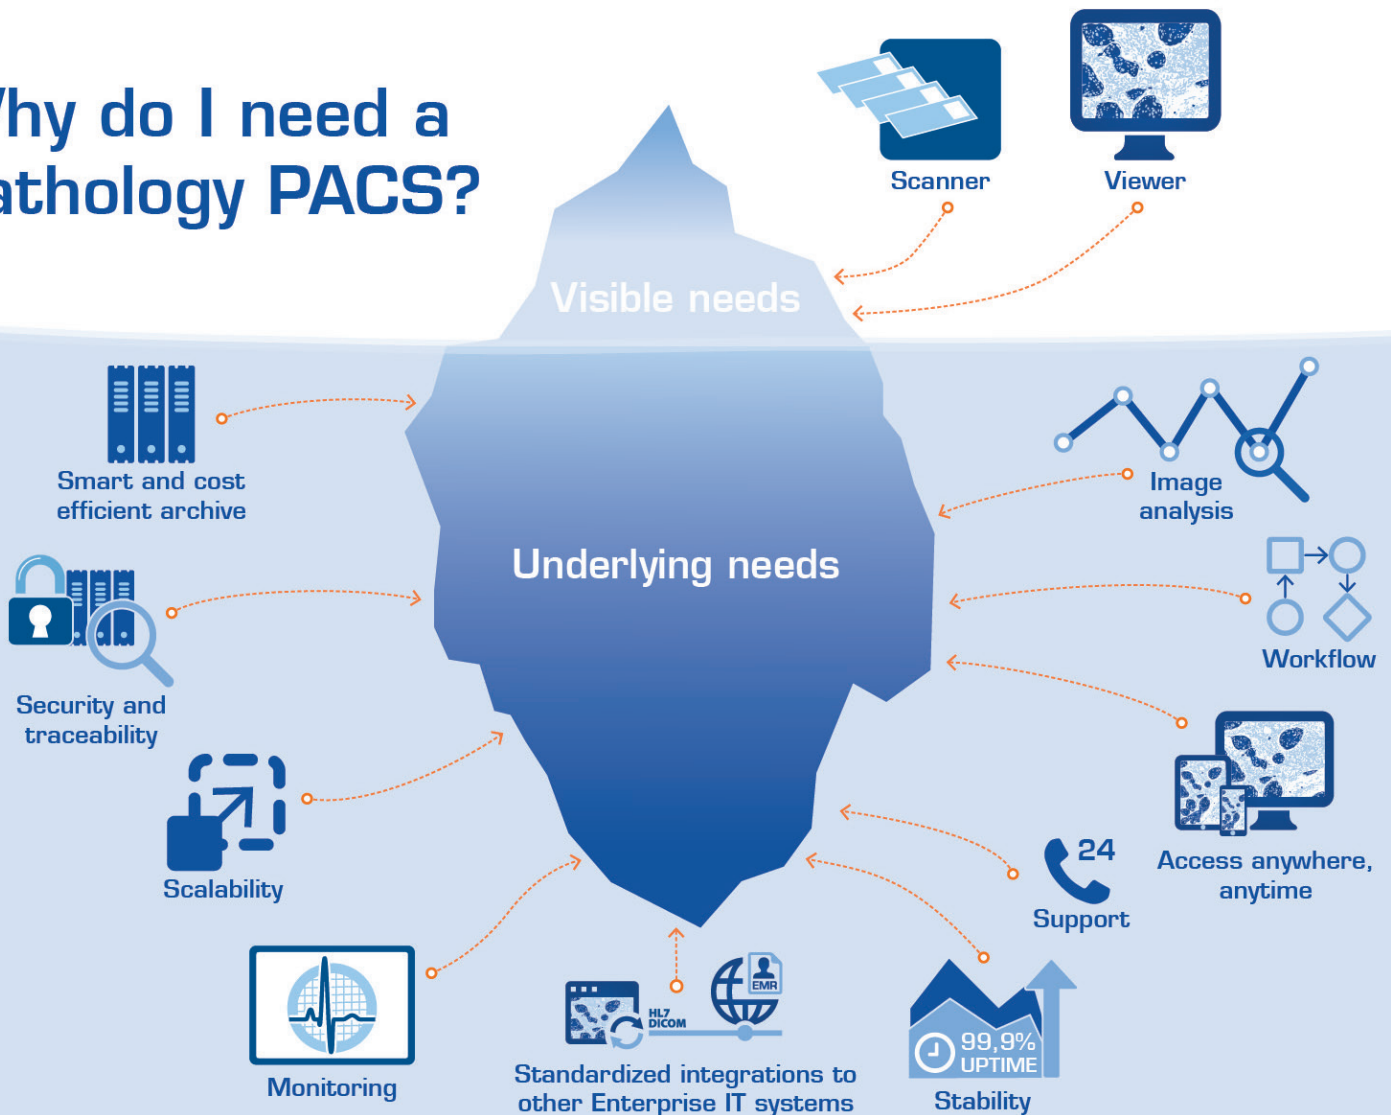 hy do I need a
athology PACS?
Scanner
Viewer
Visible needs
Smart and cost
efficient archive
Image
analysis
Underlying needs
Security and
traceability
Workflow
Scalability
24
Support
Access anywhere,
anytime
Monitoring
HL7
DICOM
EMR
Standardized integrations to
other Enterprise IT systems
99,9%
UPTIME
Stability